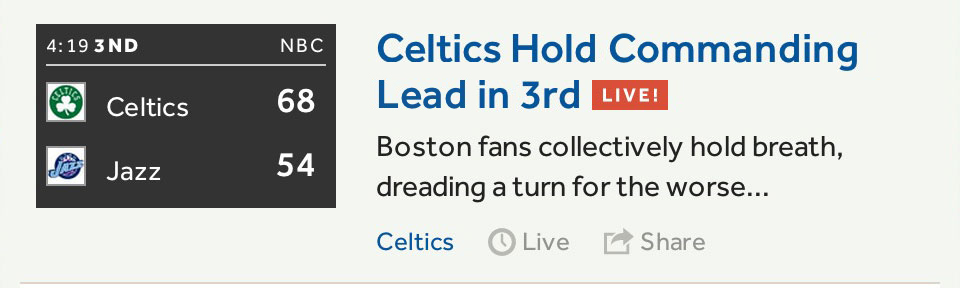 4:19 3ND NBC
Celtics 68
Jazz 54
Celtics Hold Commanding
Lead in 3rd LIVE!
Boston fans collectively hold breath,
dreading a turn for the worse...
Celtics Live Share